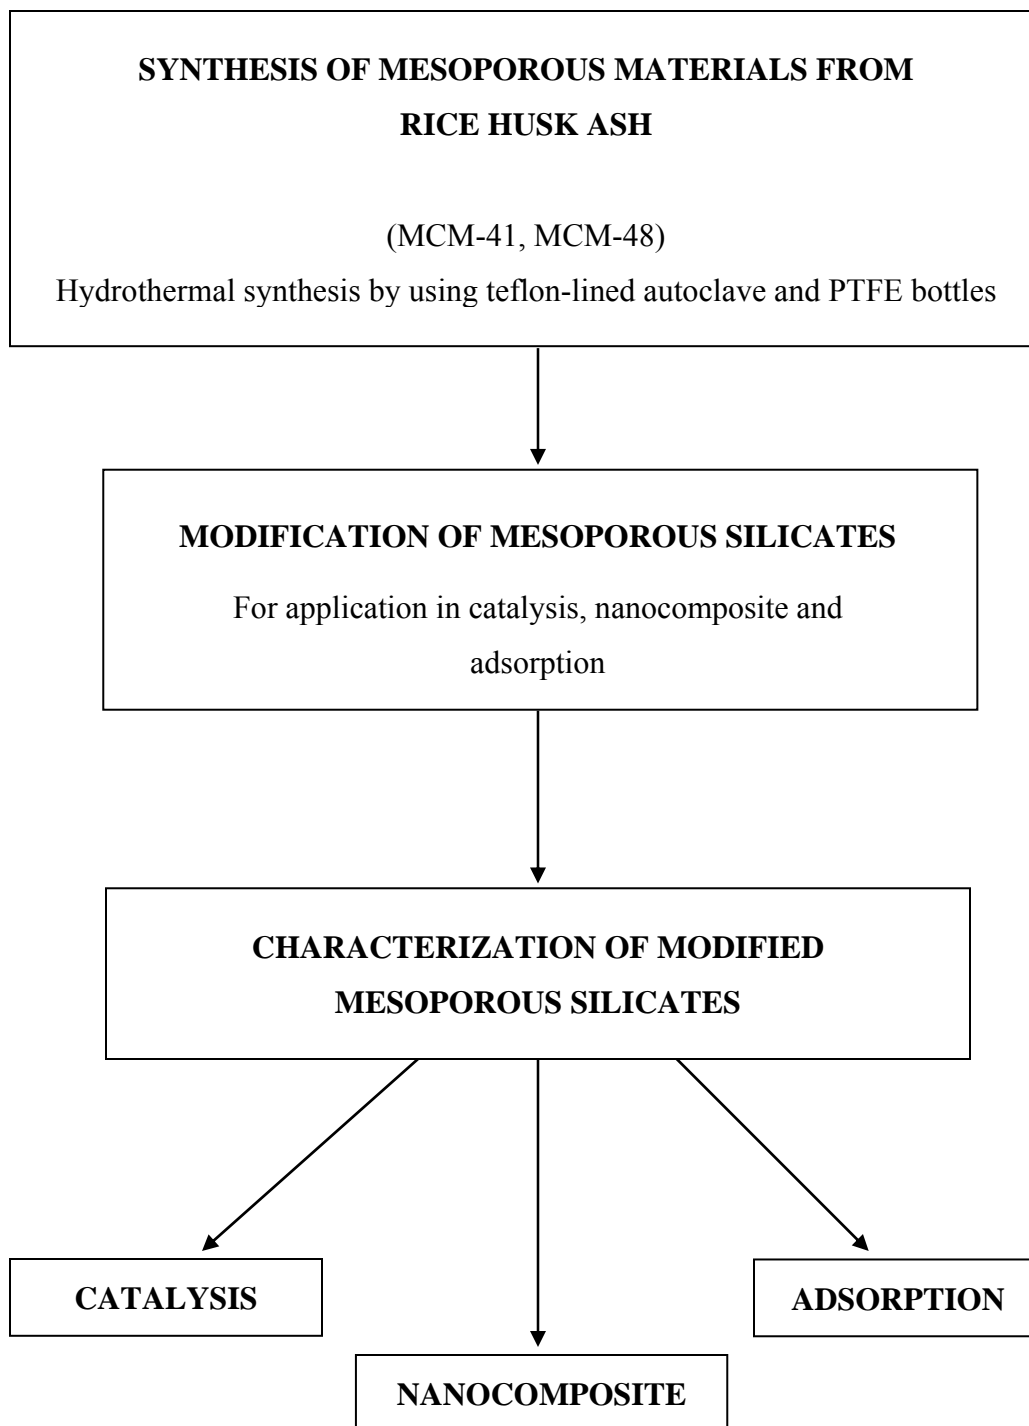 SYNTHESIS OF MESOPOROUS MATERIALS FROM
RICE HUSK ASH
(MCM-41, MCM-48)
Hydrothermal synthesis by using teflon-lined autoclave and PTFE bottles
MODIFICATION OF MESOPOROUS SILICATES
For application in catalysis, nanocomposite and
adsorption
CHARACTERIZATION OF MODIFIED
MESOPOROUS SILICATES
CATALYSIS
ADSORPTION
NANOCOMPOSITE